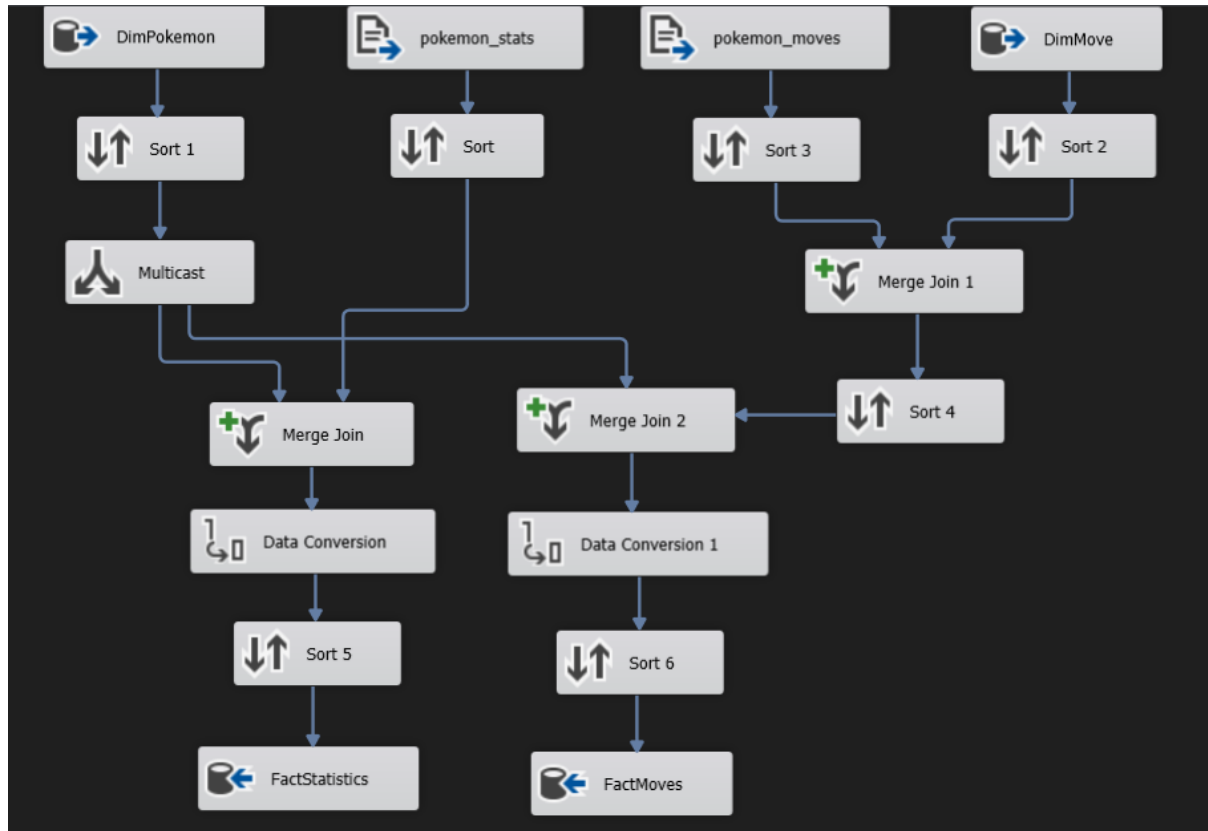 DimPokemon
pokemon_stats
pokemon_moves
DimMove
Sort 1
Sort
Sort 3
Sort 2
Multicast
Merge Join 1
Merge Join
Merge Join 2
Sort 4
Data Conversion
Data Conversion 1
Sort 5
Sort 6
FactStatistics
FactMoves